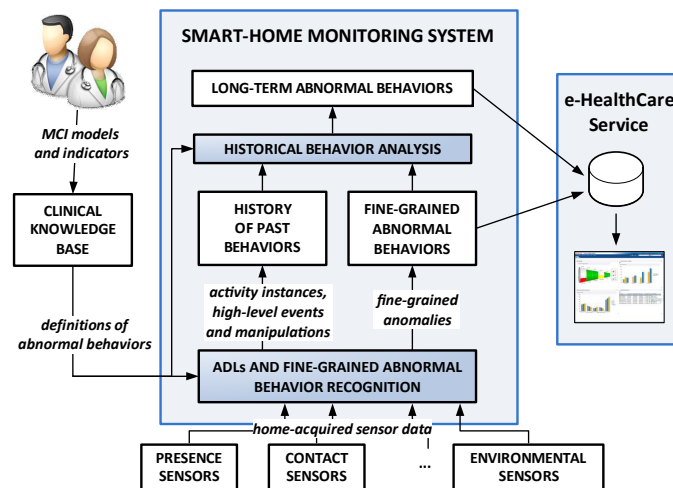 SMART-HOME MONITORING SYSTEM
LONG-TERM ABNORMAL BEHAVIORS
e-HealthCare
Service
MCI models
and indicators
HISTORICAL BEHAVIOR ANALYSIS
CLINICAL
KNOWLEDGE
BASE
HISTORY
OF PAST
BEHAVIORS
FINE-GRAINED
ABNORMAL
BEHAVIORS
activity instances,
high-level events
and manipulations
fine-grained
anomalies
definitions of
abnormal behaviors
ADLs AND FINE-GRAINED ABNORMAL
BEHAVIOR RECOGNITION
home-acquired sensor data
PRESENCE
SENSORS
CONTACT
SENSORS
...
...
ENVIRONMENTAL
SENSORS